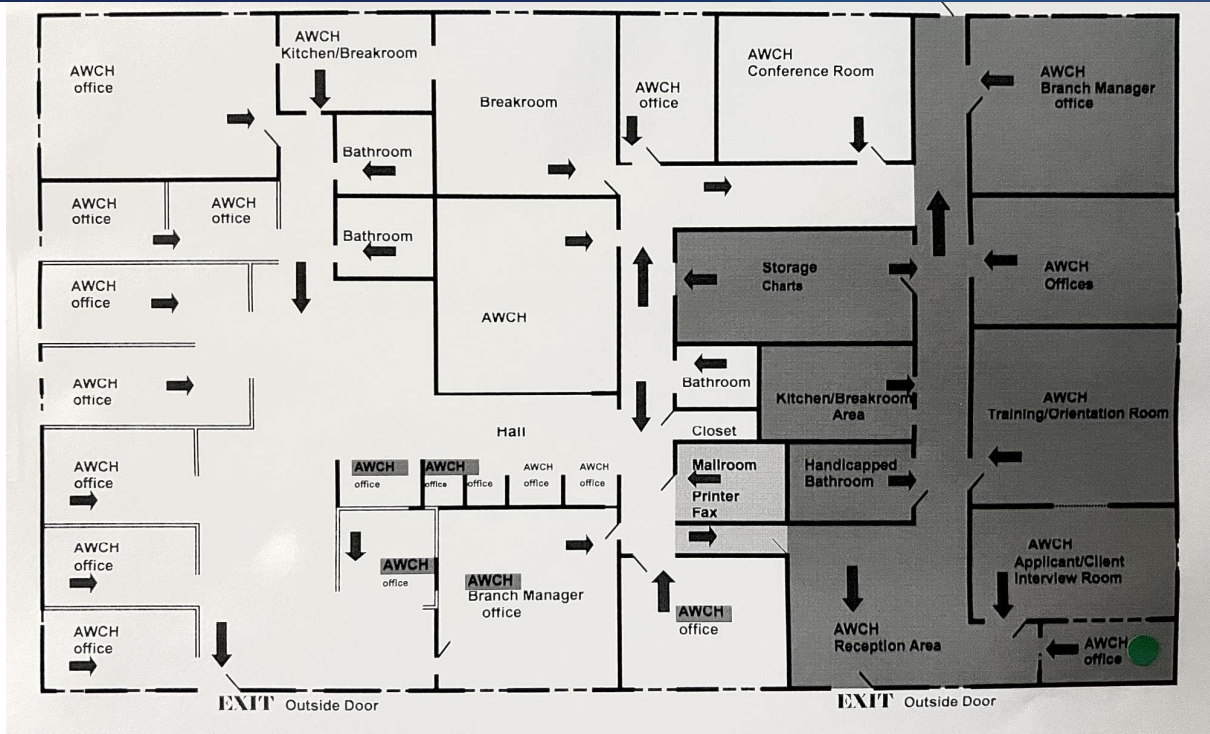 AWCH
office
AWCH
Kitchen/Breakroom
Breakroom
AWCH
office
AWCH
Conference Room
AWCH
Branch Manager
office
Bathroom
AWCH
office
AWCH
office
Bathroom
AWCH
office
AWCH
Storage
Charts
AWCH
Offices
AWCH
office
Bathroom
Kitchen/Breakroom
Area
AWCH
Training/Orientation Room
Hall
Closet
AWCH
office
AWCH
office
AWCH
office
office
AWCH
office
AWCH
office
Mailroom
Printer
Fax
Handicapped
Bathroom
AWCH
office
AWCH
office
AWCH
Branch Manager
office
AWCH
office
AWCH
Applicant/Client
Interview Room
AWCH
office
AWCH
Reception Area
AWCH
office
EXIT Outside Door
EXIT Outside Door